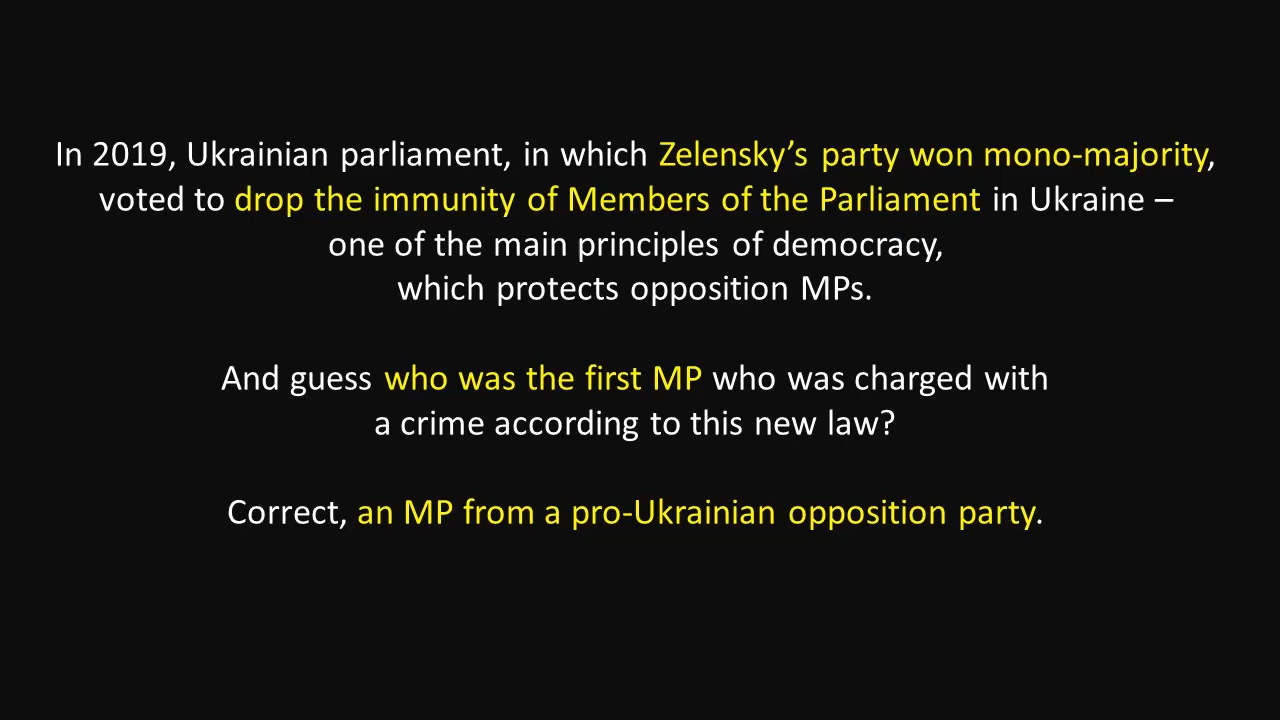 In 2019, Ukrainian parliament, in which Zelensky’s party won mono-majority,
voted to drop the immunity of Members of the Parliament in Ukraine –
one of the main principles of democracy,
which protects opposition MPs.
And guess who was the first MP who was charged with
a crime according to this new law?
Correct, an MP from a pro-Ukrainian opposition party.